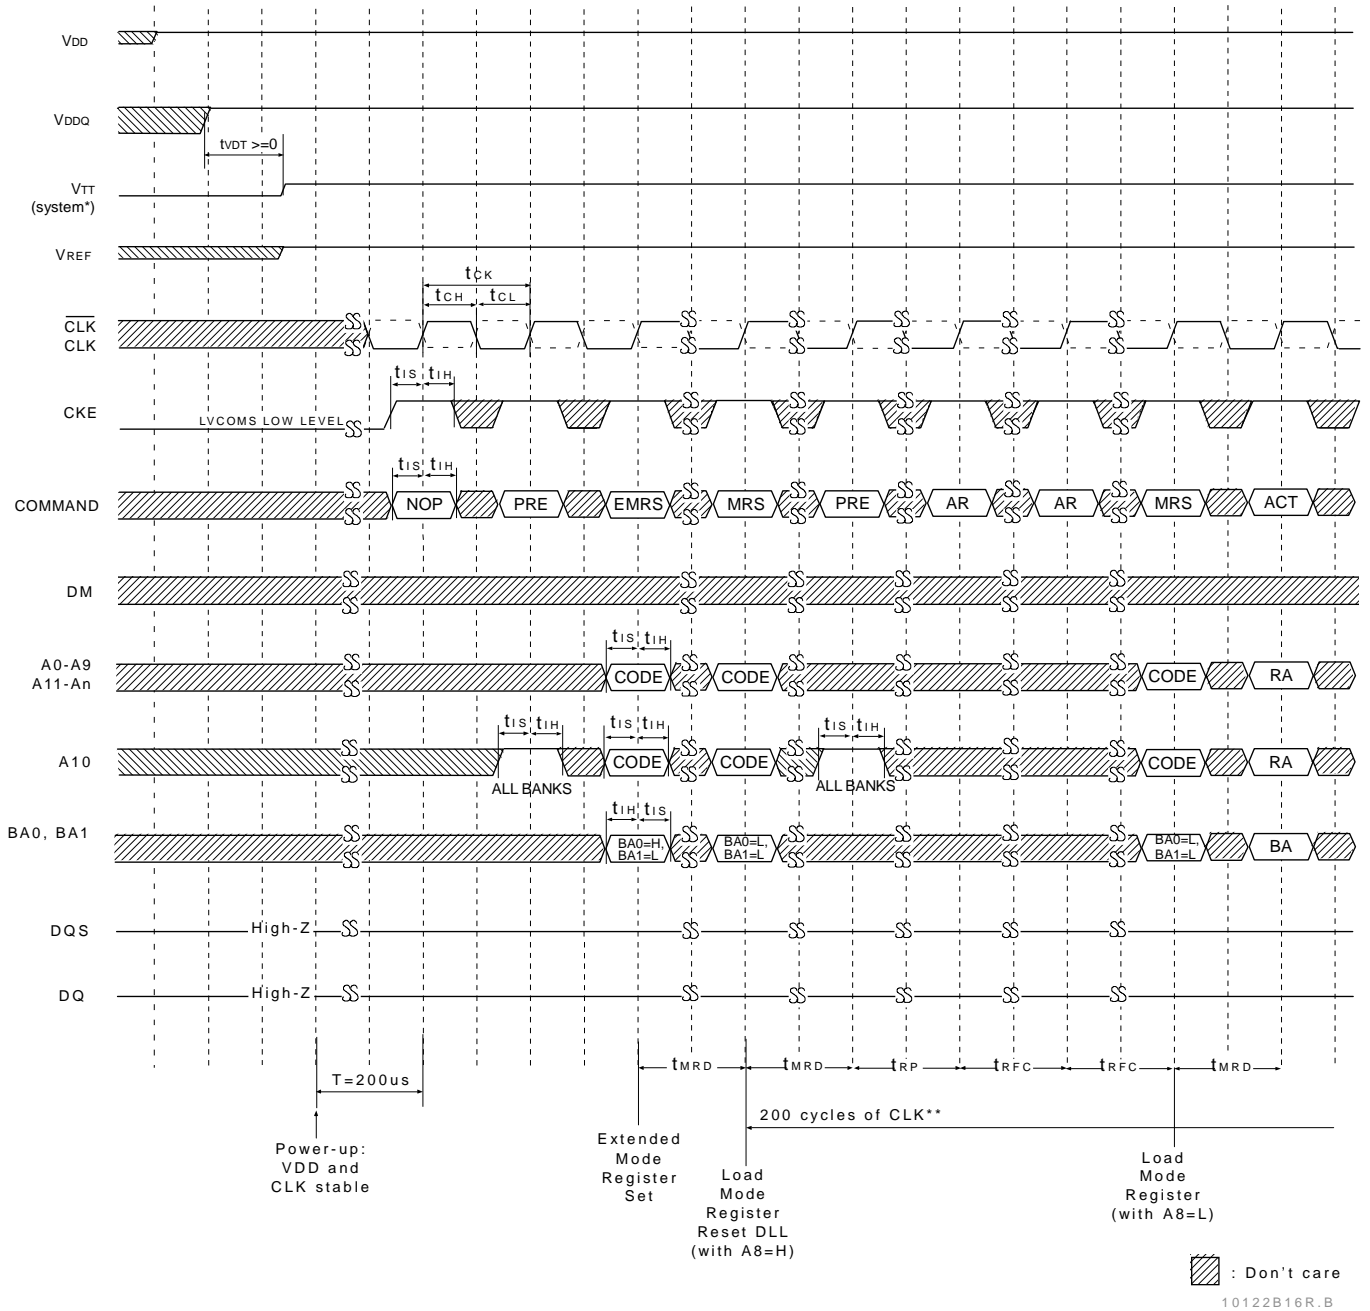 VDD
VDDQ
tVDT >=0
VTT
(system*)
VREF
tCK
tCH tCL
CLK
CLK
tIS tIH
CKE
LVCOMS LOW LEVEL
tIS tIH
COMMAND NOP PRE EMRS MRS PRE AR AR MRS ACT
DM
tIS tIH
A0-A9
A11-An
CODE CODE CODE RA
tIS tIH tIS tIH tIS tIH
A10 CODE CODE CODE RA
ALL BANKS ALL BANKS
tIH tIS
BA0, BA1
BA0=H, BA0=L, BA0=L,
BA1=L BA1=L BA1=L
BA
DQS High-Z
DQ High-Z
tMRD tMRD tRP tRFC tRFC tMRD
T=200us
200 cycles of CLK**
Power-up:
VDD and
CLK stable
Extended
Mode
Register
Set
Load
Mode
Register
Reset DLL
(with A8=H)
Load
Mode
Register
(with A8=L)
: Don't care
10122B16R.B